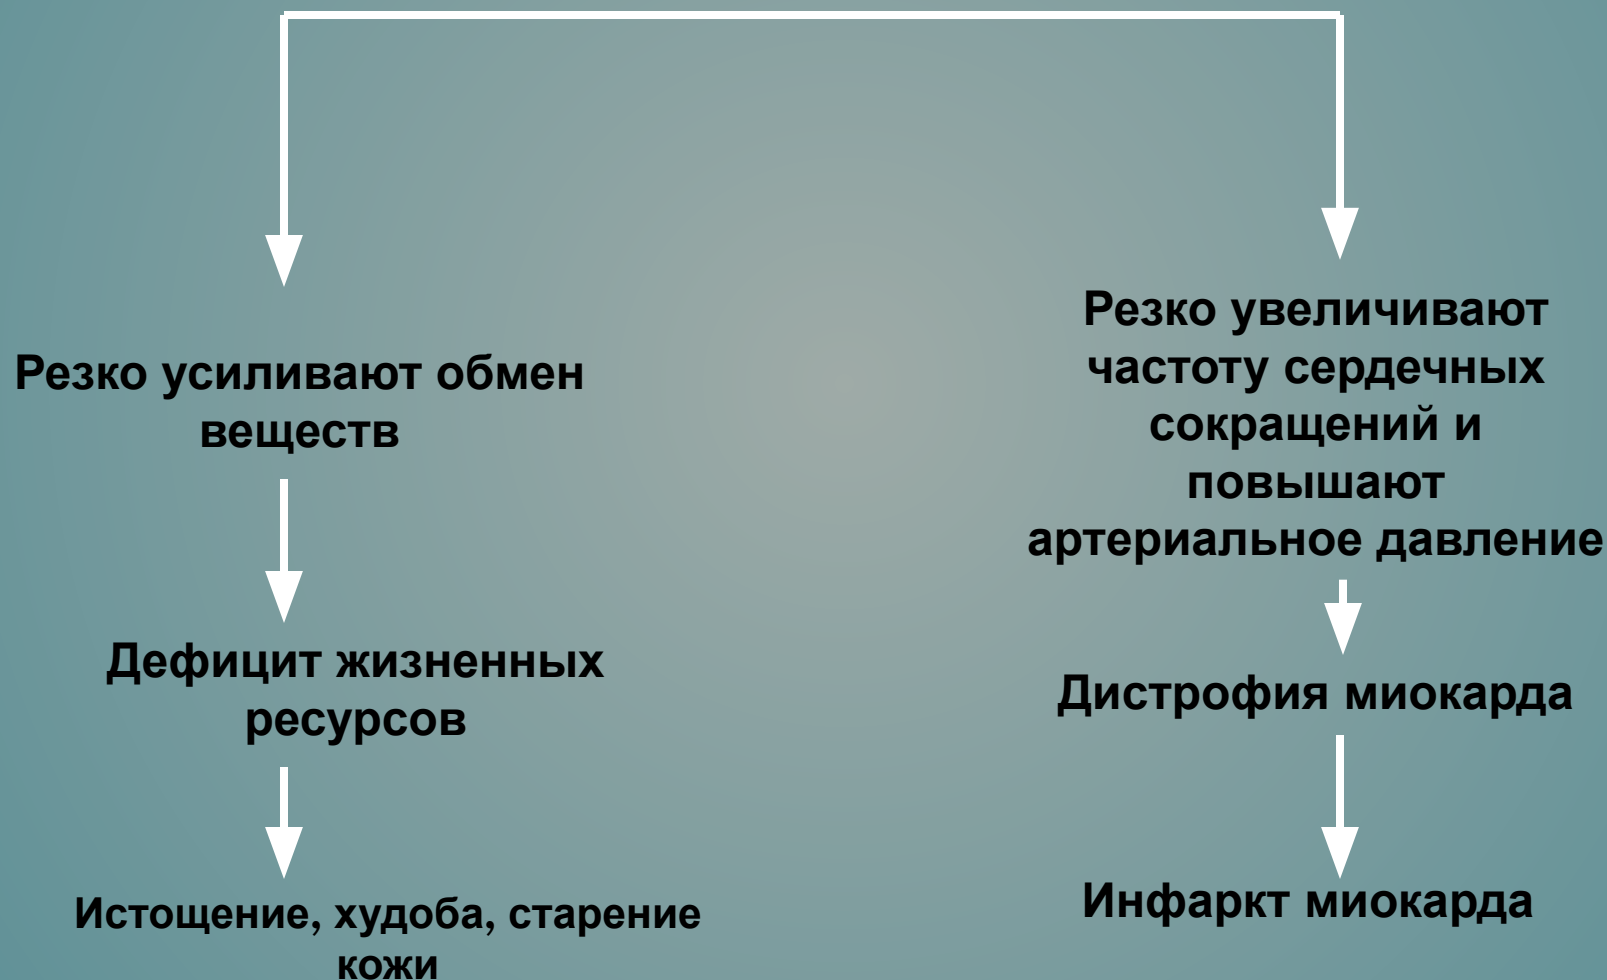 Резко усиливают обмен
веществ
Дефицит жизненных
ресурсов
Истощение, худоба, старение
кожи
Резко увеличивают
частоту сердечных
сокращений и
повышают
артериальное давление
Дистрофия миокарда
Инфаркт миокарда